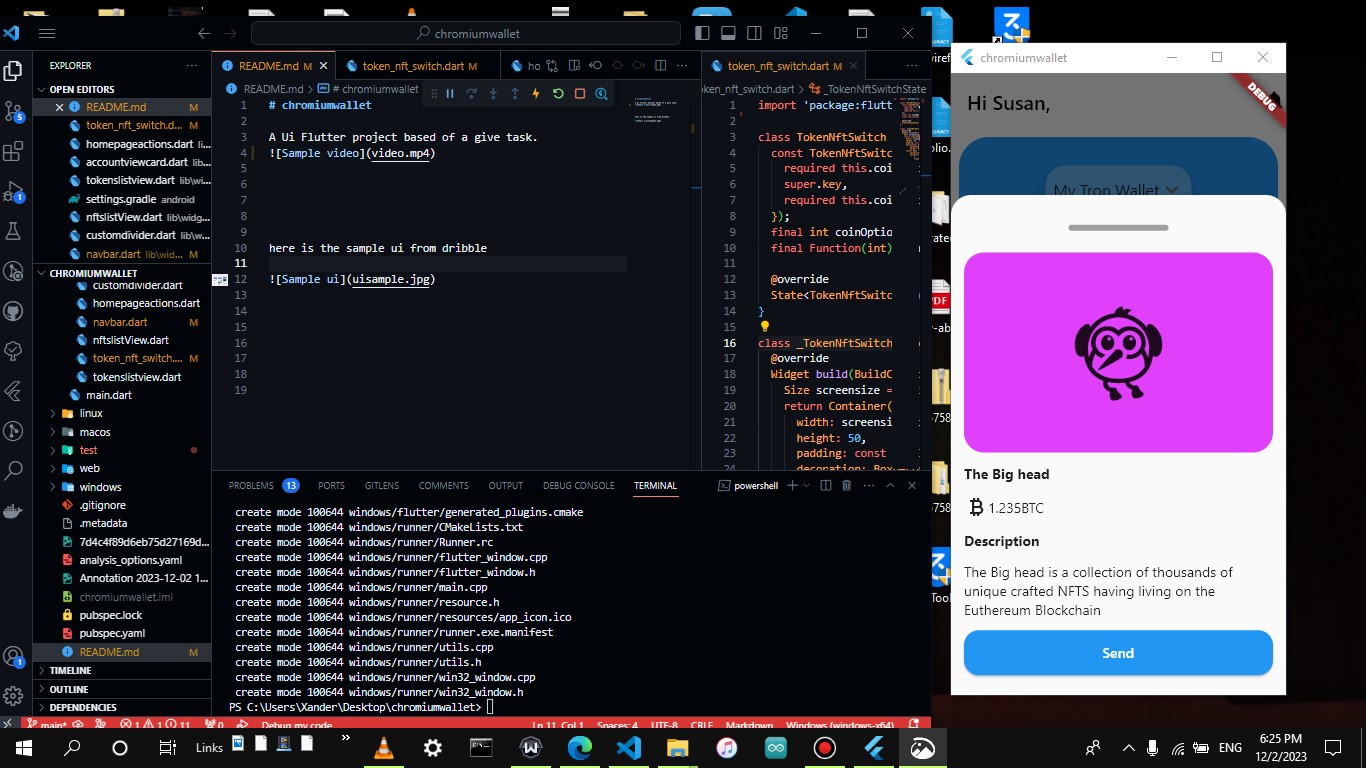 chromiumwallet
EXPLORER
OPEN EDITORS
README.md M
token_nft_switch.d... M
homepageactions.dart li...
accountviewcard.dart lib...
tokenslistview.dart lib\wi...
settings.gradle android
nftslistView.dart lib\widg...
customdivider.dart lib\w...
navbar.dart lib\wid... M
CHROMIUMWALLET
customdivider.dart
homepageactions.dart
navbar.dart M
nftslistView.dart
token_nft_switch.... M
tokenslistview.dart
main.dart
linux
macos
test
web
windows
.gitignore
.metadata
7d4c4f89d6eb75d27169d...
analysis_options.yaml
Annotation 2023-12-02 1...
chromiumwallet.iml
pubspec.lock
pubspec.yaml
README.md M
TIMELINE
OUTLINE
DEPENDENCIES
README.md M
token_nft_switch.dart M
ho
README.md > # chromiumwallet
1 # chromiumwallet
2
3 A Ui Flutter project based of a give task.
4 ![Sample video](video.mp4)
5
6
7
8
9
10 here is the sample ui from dribble
11
12 ![Sample ui](uisample.jpg)
13
14
15
16
17
18
19
token_nft_switch.dart M
ken_nft_switch.dart > _TokenNftSwitchState
1 import 'package:flutt
2
3 class TokenNftSwitch
4 const TokenNftSwitc
5 required this.coi
6 super.key,
7 required this.coi
8 });
9 final int coinOptio
10 final Function(int)
11
12 @override
13 State<TokenNftSwitc
14 }
15
16 class _TokenNftSwitch
17 @override
18 Widget build(BuildC
19 Size screensize =
20 return Container(
21 width: screensi
22 height: 50,
23 padding: const
24 decoration: Box
PROBLEMS 13 PORTS GITLENS COMMENTS OUTPUT DEBUG CONSOLE TERMINAL powershell
create mode 100644 windows/flutter/generated_plugins.cmake
create mode 100644 windows/runner/CMakeLists.txt
create mode 100644 windows/runner/Runner.rc
create mode 100644 windows/runner/flutter_window.cpp
create mode 100644 windows/runner/flutter_window.h
create mode 100644 windows/runner/main.cpp
create mode 100644 windows/runner/resource.h
create mode 100644 windows/runner/resources/app_icon.ico
create mode 100644 windows/runner/runner.exe.manifest
create mode 100644 windows/runner/utils.cpp
create mode 100644 windows/runner/utils.h
create mode 100644 windows/runner/win32_window.cpp
create mode 100644 windows/runner/win32_window.h
PS C:\Users\Xander\Desktop\chromiumwallet>
main* 1 1 11 0 Debug my code Ln 11, Col 1 Spaces: 4 UTF-8 CRLF Markdown Windows (windows-x64)
chromiumwallet
DEBUG
Hi Susan,
My Tron Wallet
The Big head
1.235BTC
Description
The Big head is a collection of thousands of
unique crafted NFTS having living on the
Euthereum Blockchain
Send
PDF
Links
ENG
6:25 PM
12/2/2023